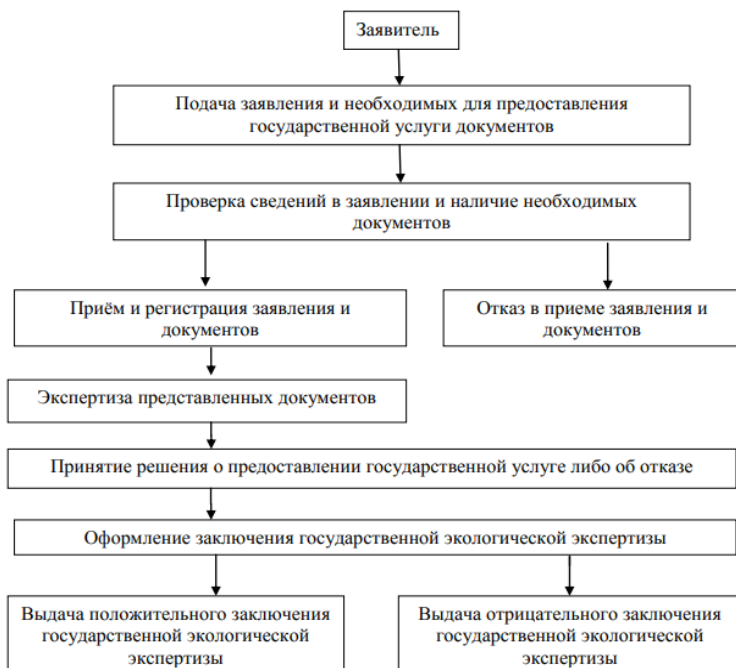 Заявитель
Подача заявления и необходимых для предоставления
государственной услуги документов
Проверка сведений в заявлении и наличие необходимых
документов
Приём и регистрация заявления и
документов
Отказ в приеме заявления и
документов
Экспертиза представленных документов
Принятие решения о предоставлении государственной услуге либо об отказе
Оформление заключения государственной экологической экспертизы
Выдача положительного заключения
государственной экологической
экспертизы
Выдача отрицательного заключения
государственной экологической
экспертизы